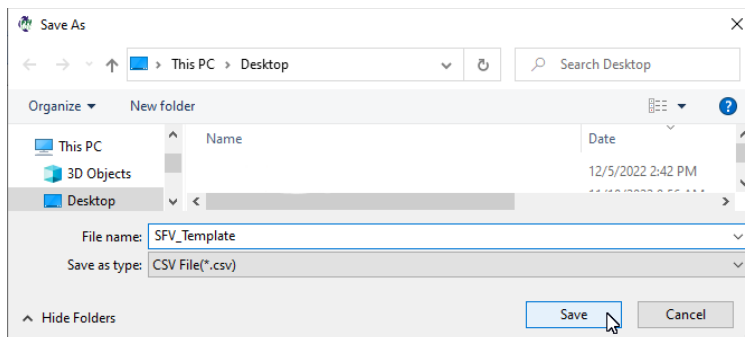 Save As
This PC > Desktop
Search Desktop
Organize
New folder
This PC
3D Objects
Desktop
Name
Date
12/5/2022 2:42 PM
File name: SFV_Template
Save as type: CSV File(*.csv)
Hide Folders
Save
Cancel